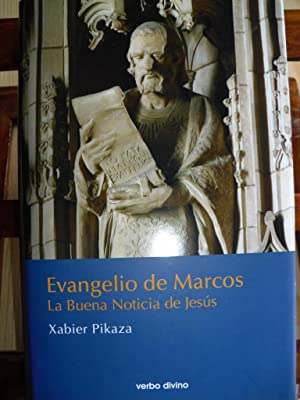 Evangelio de Marcos
La Buena Noticia de Jesús
Xabier Pikaza
verbo divino